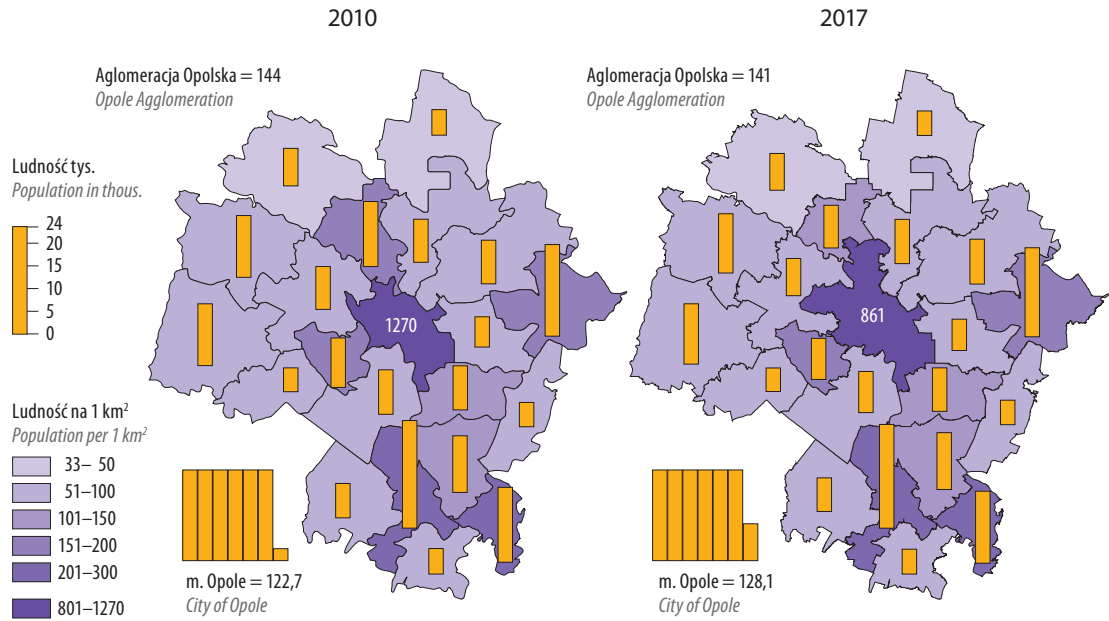 2010
2017
Aglomeracja Opolska = 144
Opole Agglomeration
Aglomeracja Opolska = 141
Opole Agglomeration
Ludność tys.
Population in thous.
24
20
15
10
5
0
1270
861
Ludność na 1 km²
Population per 1 km²
33– 50
51–100
101–150
151–200
201–300
801–1270
m. Opole = 122,7
City of Opole
m. Opole = 128,1
City of Opole